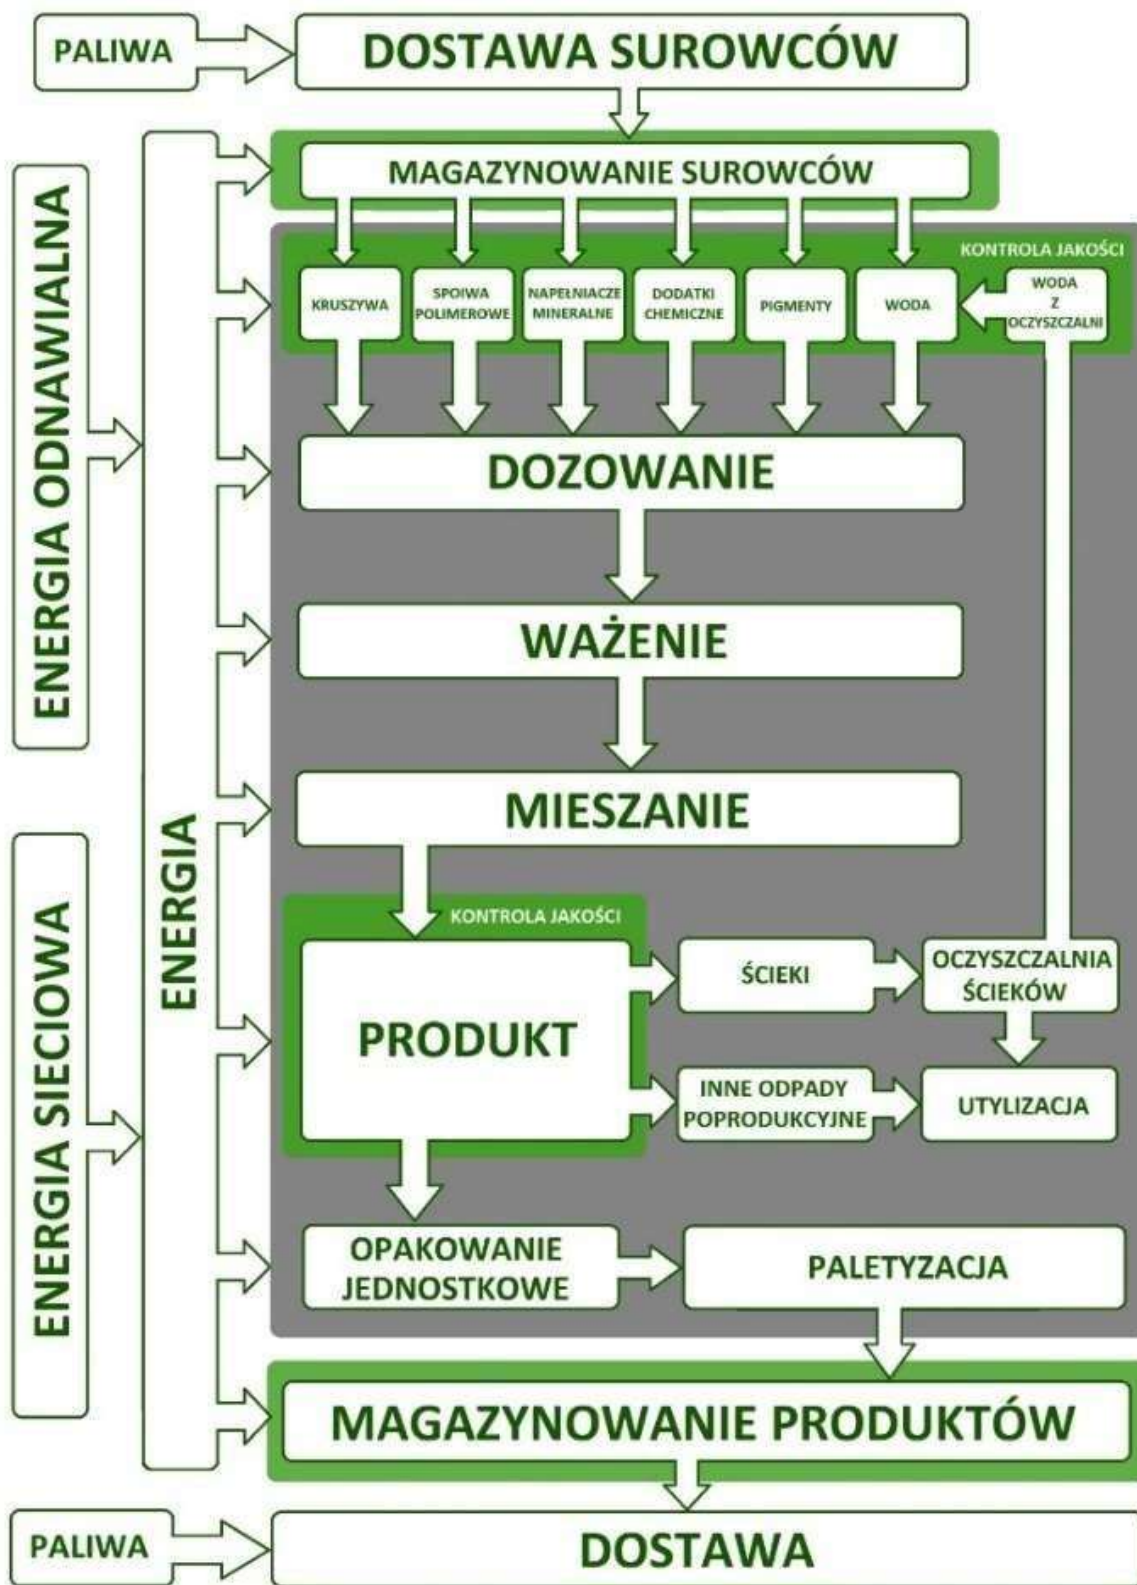 PALIWA
DOSTAWA SUROWCÓW
MAGAZYNOWANIE SUROWCÓW
KONTROLA JAKOŚCI
KRUSZYWA
SPOIWA
POLIMEROWE
NAPEŁNIACZE
MINERALNE
DODATKI
CHEMICZNE
PIGMENTY
WODA
WODA
Z
OCZYSZCZALNI
ENERGIA ODNAWIALNA
ENERGIA SIECIOWA
ENERGIA
DOZOWANIE
WAŻENIE
MIESZANIE
KONTROLA JAKOŚCI
PRODUKT
ŚCIEKI
OCZYSZCZALNIA
ŚCIEKÓW
INNE ODPADY
POPRODUKCYJNE
UTYLIZACJA
OPAKOWANIE
JEDNOSTKOWE
PALETYZACJA
MAGAZYNOWANIE PRODUKTÓW
PALIWA
DOSTAWA